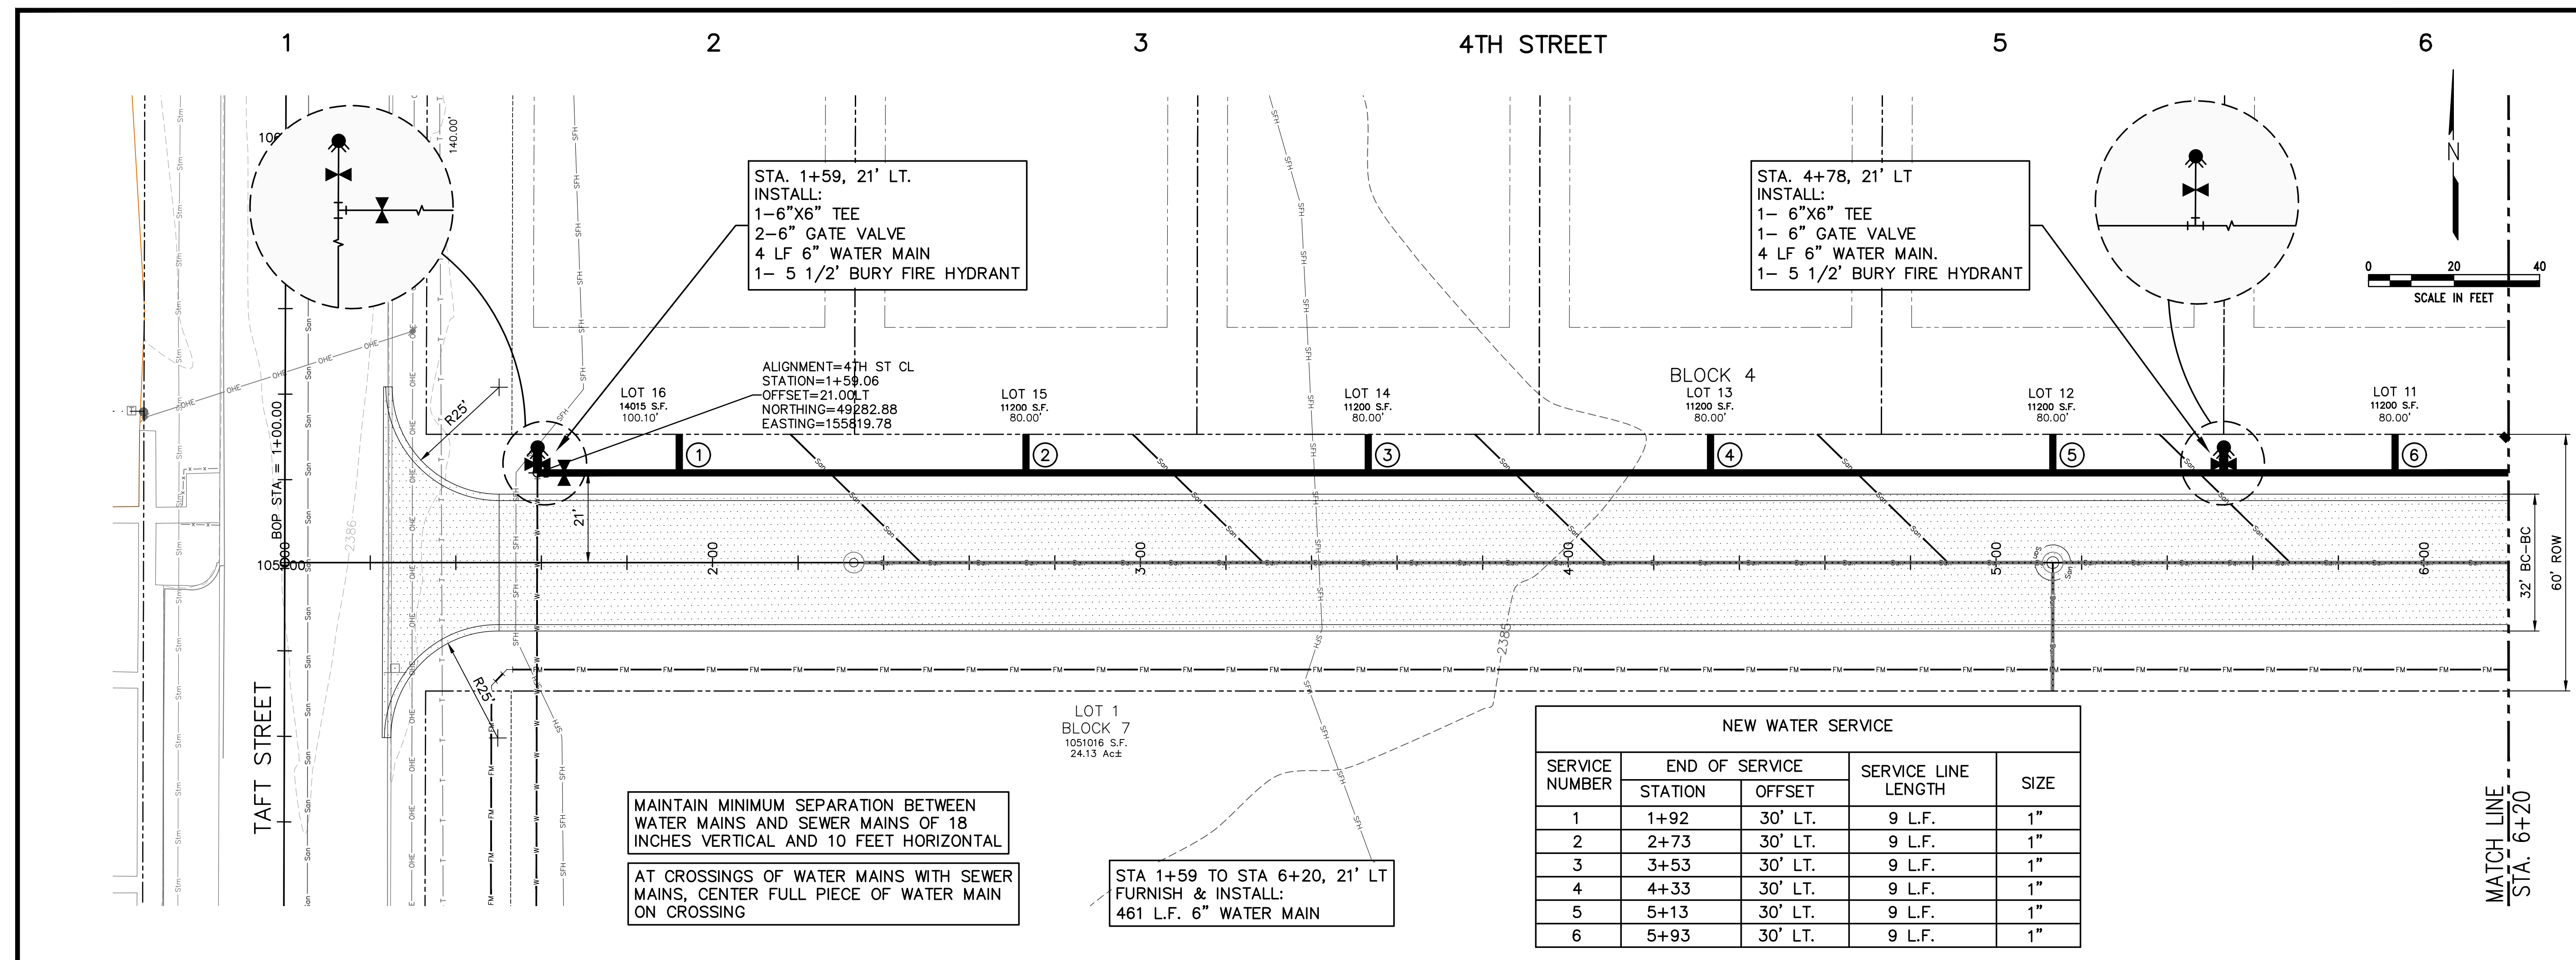 1 2 3 4TH STREET 5 6
140.00'
STA. 1+59, 21' LT.
INSTALL:
1-6"X6" TEE
2-6" GATE VALVE
4 LF 6" WATER MAIN
1- 5 1/2' BURY FIRE HYDRANT
STA. 4+78, 21' LT
INSTALL:
1- 6"X6" TEE
1- 6" GATE VALVE
4 LF 6" WATER MAIN.
1- 5 1/2' BURY FIRE HYDRANT
N
0 20 40
SCALE IN FEET
ALIGNMENT=4TH ST CL
STATION=1+59.06
OFFSET=21.00LT
NORTHING=49282.88
EASTING=155819.78
BLOCK 4
LOT 16
14015 S.F.
100.10'
LOT 15
11200 S.F.
80.00'
LOT 14
11200 S.F.
80.00'
LOT 13
11200 S.F.
80.00'
LOT 12
11200 S.F.
80.00'
LOT 11
11200 S.F.
80.00'
R25'
1 2 3 4 5 6
BOP STA = 1+00.00
21'
2386
2+00 3+00 4+00 5+00 6+00
32' BC-BC
60' ROW
2385
R25'
TAFT STREET
LOT 1
BLOCK 7
1051016 S.F.
24.13 Ac±
MAINTAIN MINIMUM SEPARATION BETWEEN
WATER MAINS AND SEWER MAINS OF 18
INCHES VERTICAL AND 10 FEET HORIZONTAL
AT CROSSINGS OF WATER MAINS WITH SEWER
MAINS, CENTER FULL PIECE OF WATER MAIN
ON CROSSING
STA 1+59 TO STA 6+20, 21' LT
FURNISH & INSTALL:
461 L.F. 6" WATER MAIN
NEW WATER SERVICE
SERVICE NUMBER END OF SERVICE SERVICE LINE LENGTH SIZE
STATION OFFSET
1 1+92 30' LT. 9 L.F. 1"
2 2+73 30' LT. 9 L.F. 1"
3 3+53 30' LT. 9 L.F. 1"
4 4+33 30' LT. 9 L.F. 1"
5 5+13 30' LT. 9 L.F. 1"
6 5+93 30' LT. 9 L.F. 1"
MATCH LINE
STA. 6+20